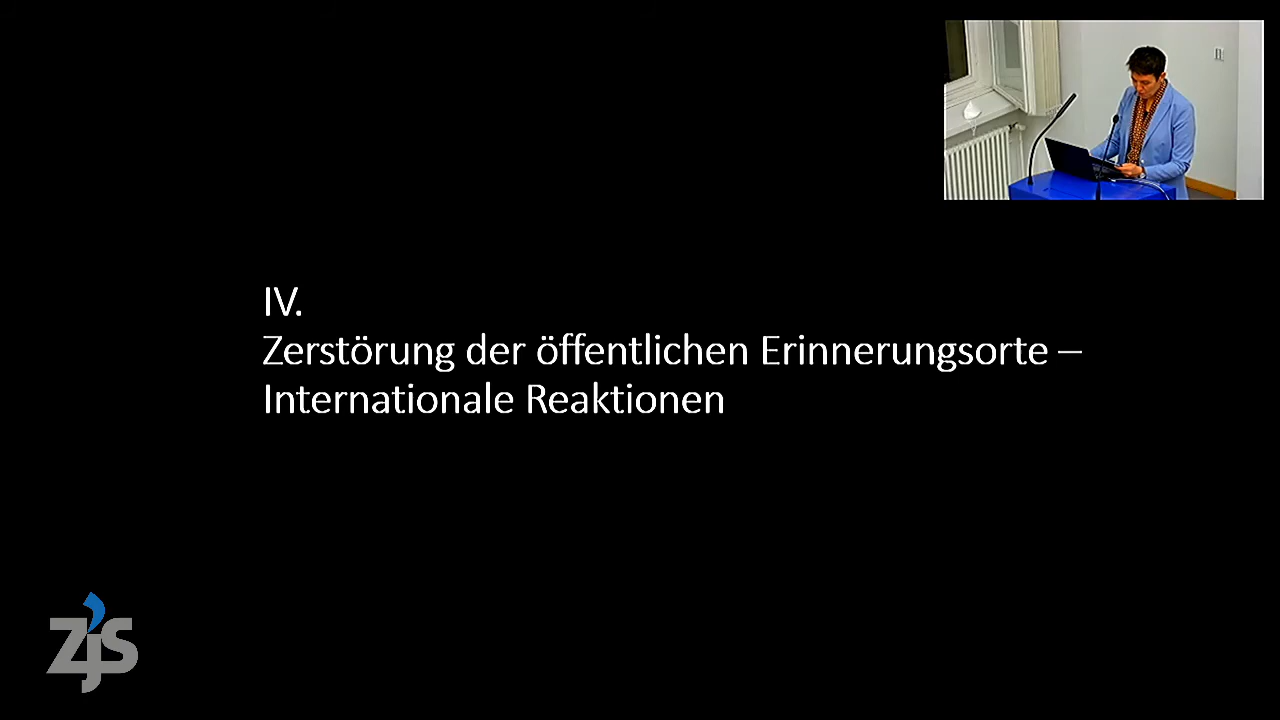 IV.
Zerstörung der öffentlichen Erinnerungsorte –
Internationale Reaktionen
ZjS